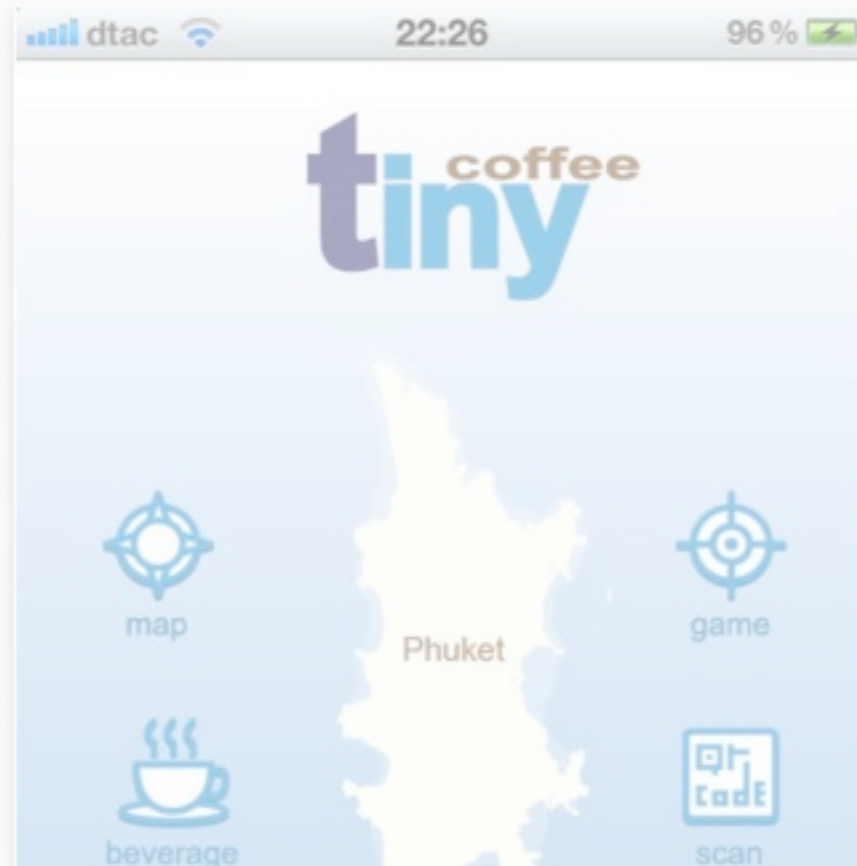 dtac 22:26 96%
coffee
tiny
map
game
Phuket
QR
CODE
beverage
scan